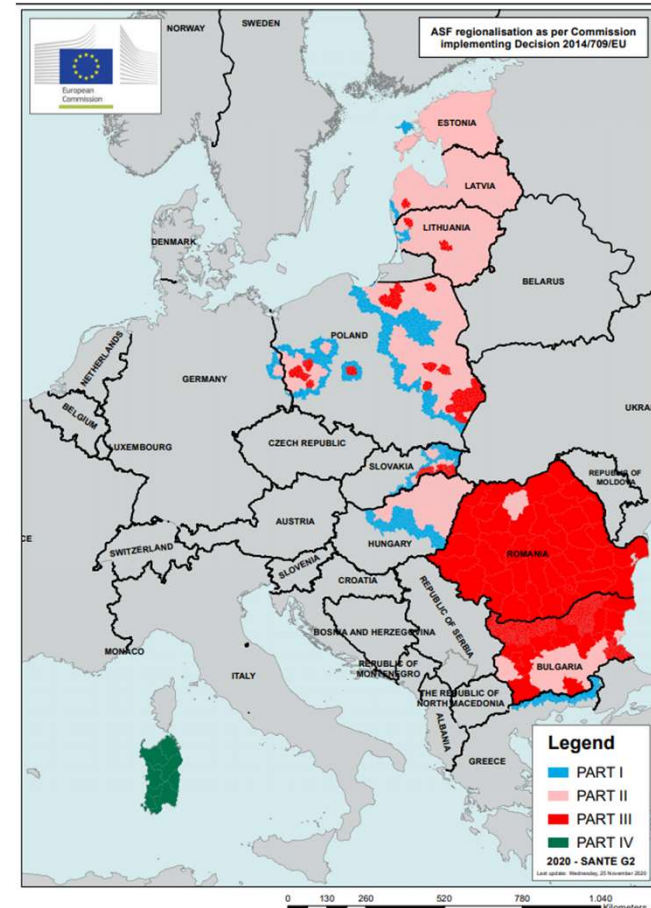 NORWAY
SWEDEN
ASF regionalisation as per Commission
implementing Decision 2014/709/EU
European
Commission
ESTONIA
LATVIA
LITHUANIA
DENMARK
BELARUS
POLAND
NETHERLANDS
GERMANY
BELGIUM
LUXEMBOURG
CZECH REPUBLIC
UKRA
SLOVAKIA
REPUBLIC OF
MOLDOVA
AUSTRIA
HUNGARY
ROMANIA
CE
SWITZERLAND
SLOVENIA
CROATIA
REPUBLIC OF SERBIA
BOSNIA AND HERZEGOVINA
MONACO
ITALY
REPUBLIC OF
MONTENEGRO
BULGARIA
THE REPUBLIC OF
NORTH MACEDONIA
ALBANIA
GREECE
Legend
PART I
PART II
PART III
PART IV
2020 - SANTE G2
Last update: Wednesday, 25 November 2020
0 130 260 520 780 1.040
Kilometers